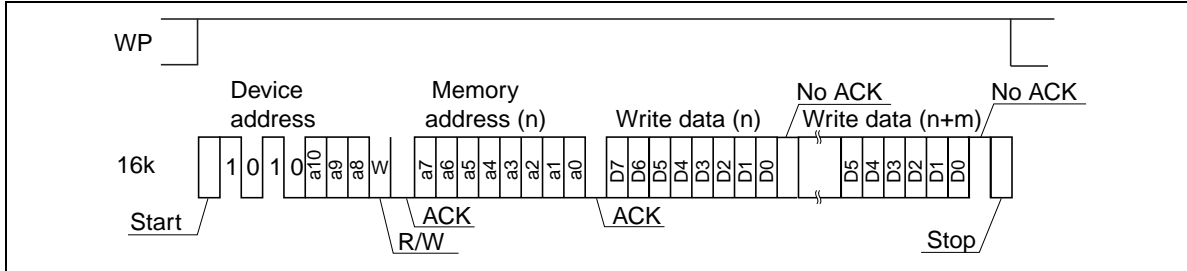 WP
Device address
Memory address (n)
No ACK
No ACK
Write data (n)
Write data (n+m)
16k
1 0 1 0 a10 a9 a8 W
a7 a6 a5 a4 a3 a2 a1 a0
D7 D6 D5 D4 D3 D2 D1 D0
D5 D4 D3 D2 D1 D0
Start
ACK
ACK
R/W
Stop